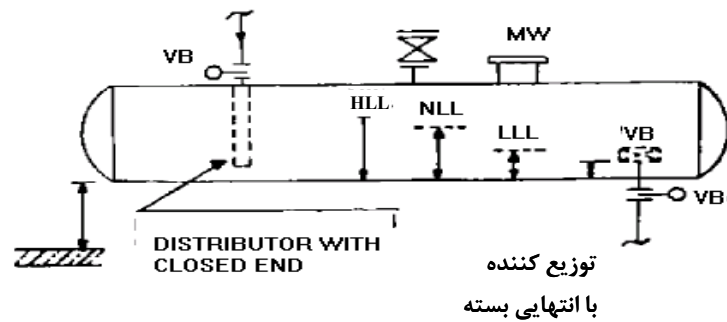 MW
VB
HLL
NLL
LLL
VB
VB
DISTRIBUTOR WITH
CLOSED END
توزیع کننده
با انتهایی بسته